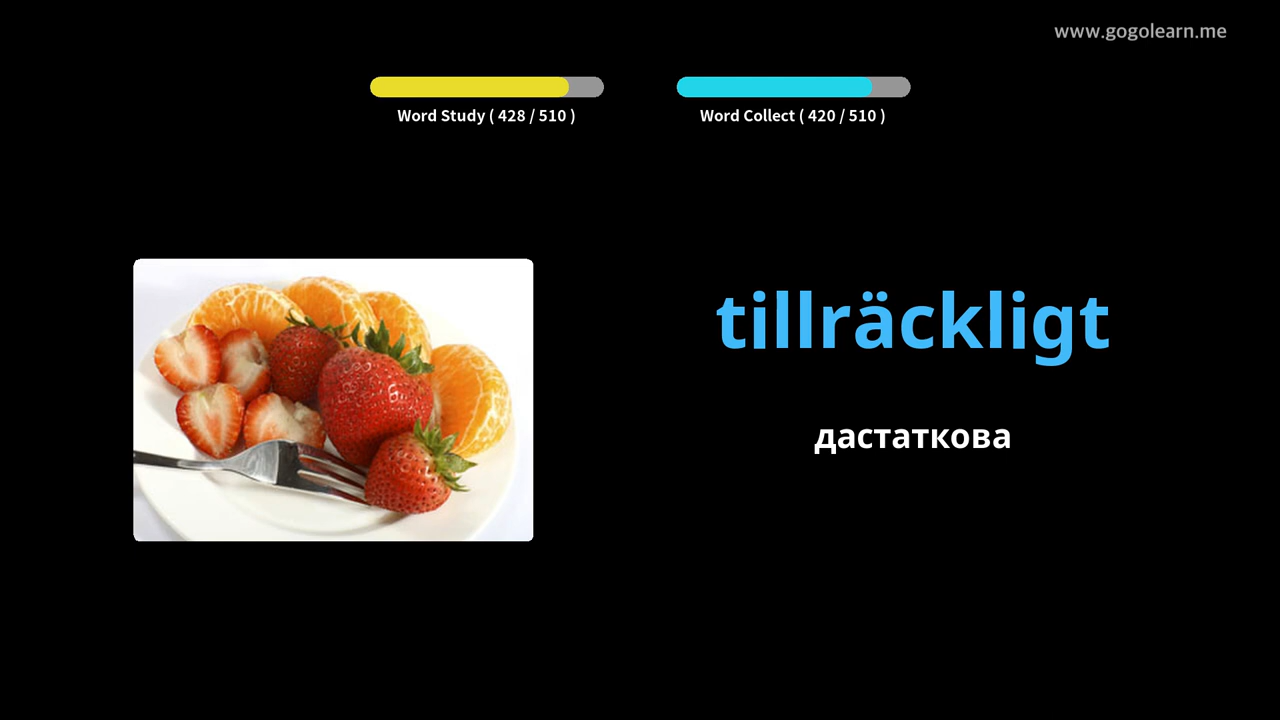 www.gogolearn.me
Word Study ( 428 / 510 )
Word Collect ( 420 / 510 )
tillräckligt
дастаткова